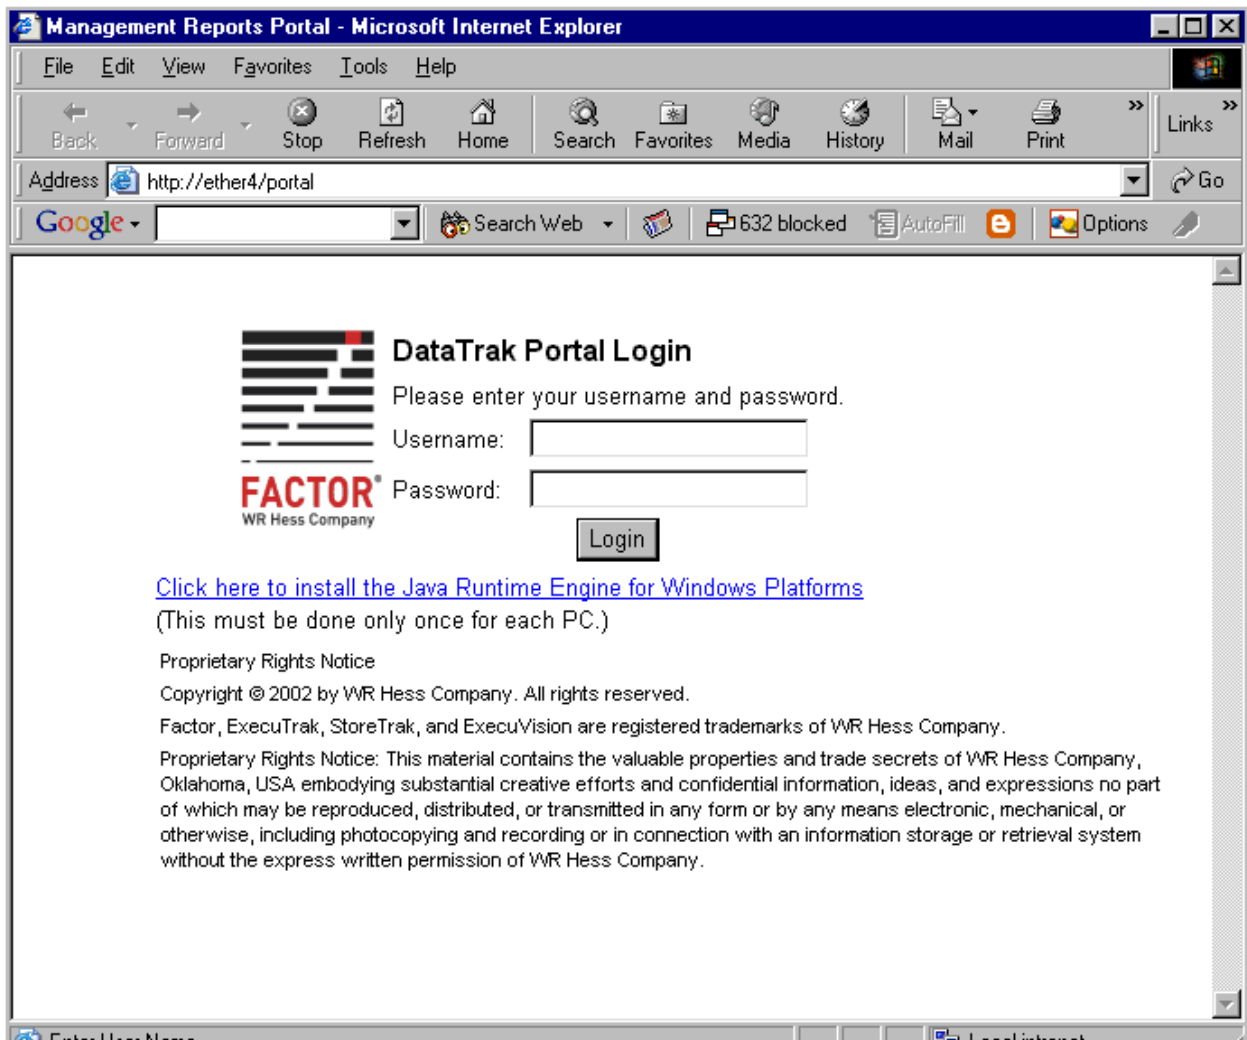 Management Reports Portal - Microsoft Internet Explorer
File Edit View Favorites Tools Help
Back Forward Stop Refresh Home Search Favorites Media History Mail Print » Links »
Address http://ether4/portal Go
Google Search Web 632 blocked AutoFill Options
DataTrak Portal Login
Please enter your username and password.
Username:
Password:
FACTOR®
WR Hess Company
Login
Click here to install the Java Runtime Engine for Windows Platforms
(This must be done only once for each PC.)
Proprietary Rights Notice
Copyright © 2002 by WR Hess Company. All rights reserved.
Factor, ExecuTrak, StoreTrak, and ExecuVision are registered trademarks of WR Hess Company.
Proprietary Rights Notice: This material contains the valuable properties and trade secrets of WR Hess Company,
Oklahoma, USA embodying substantial creative efforts and confidential information, ideas, and expressions no part
of which may be reproduced, distributed, or transmitted in any form or by any means electronic, mechanical, or
otherwise, including photocopying and recording or in connection with an information storage or retrieval system
without the express written permission of WR Hess Company.
Enter User Name Local intranet